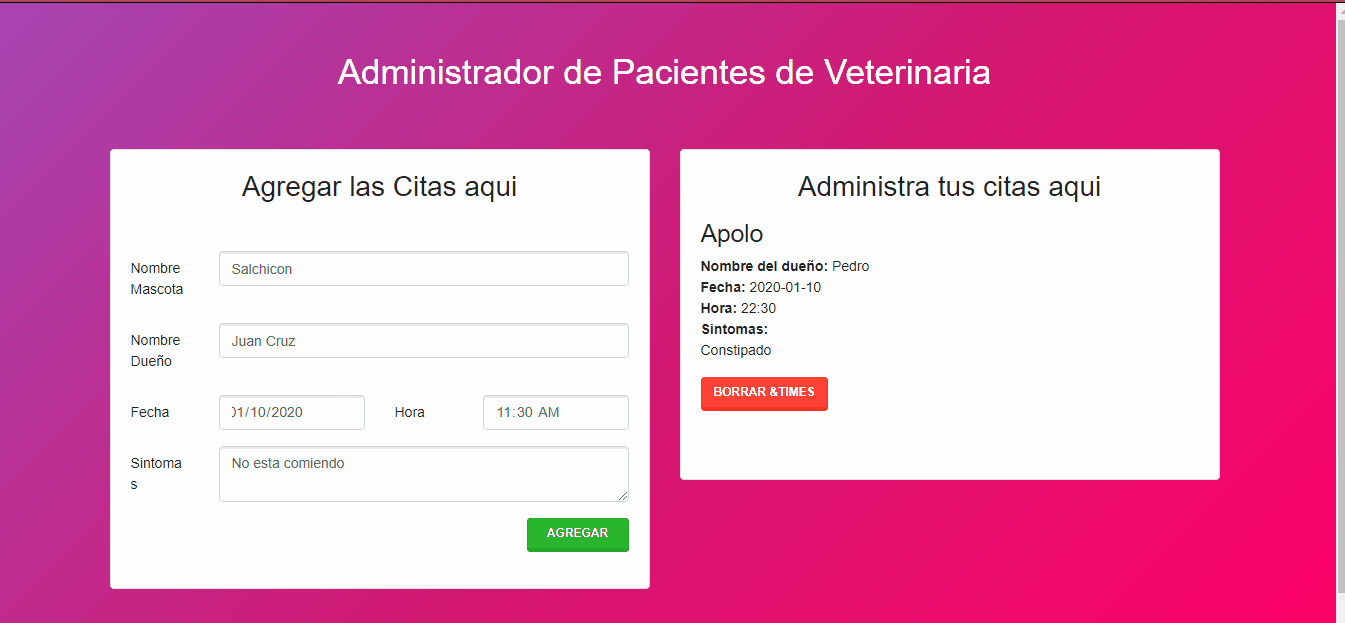 Administrador de Pacientes de Veterinaria
Agregar las Citas aqui
Nombre
Mascota
Salchicon
Nombre
Dueño
Juan Cruz
Fecha
01/10/2020
Hora
11:30 AM
Sintoma
s
No esta comiendo
AGREGAR
Administra tus citas aqui
Apolo
Nombre del dueño: Pedro
Fecha: 2020-01-10
Hora: 22:30
Sintomas:
Constipado
BORRAR &TIMES